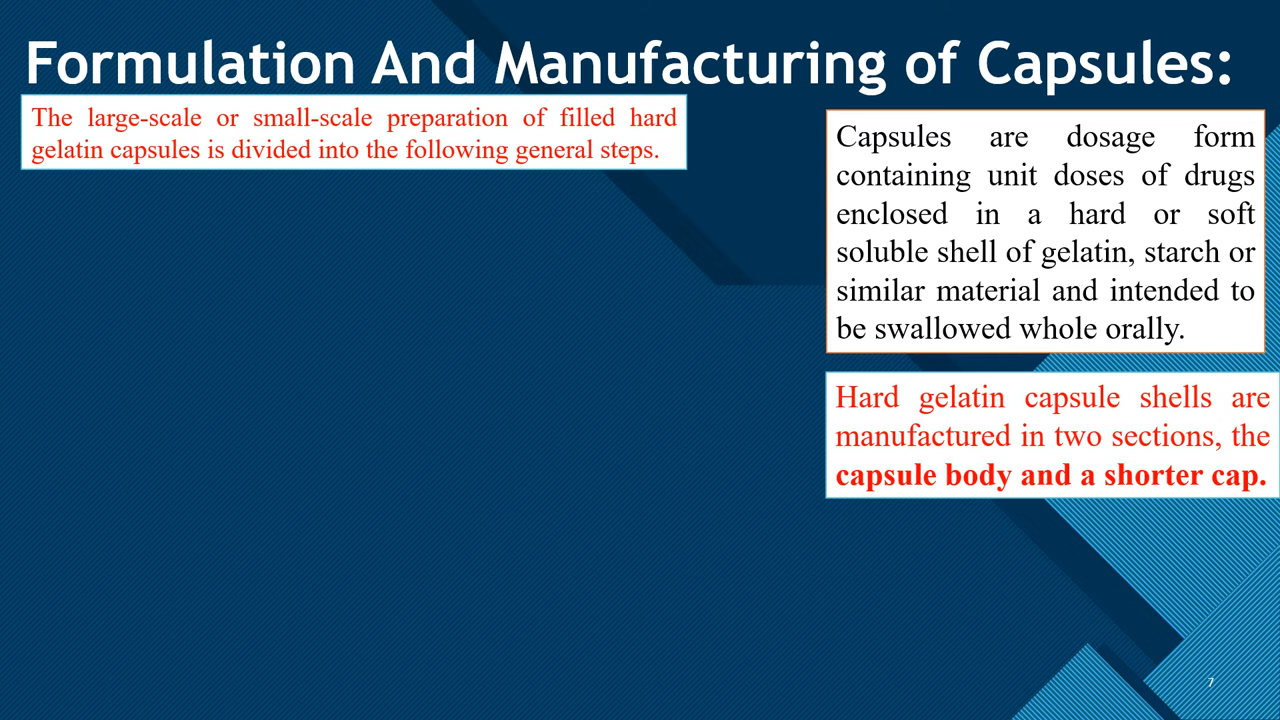 Formulation And Manufacturing of Capsules:
The large-scale or small-scale preparation of filled hard
gelatin capsules is divided into the following general steps.
Capsules are dosage form
containing unit doses of drugs
enclosed in a hard or soft
soluble shell of gelatin, starch or
similar material and intended to
be swallowed whole orally.
Hard gelatin capsule shells are
manufactured in two sections, the
capsule body and a shorter cap.
7